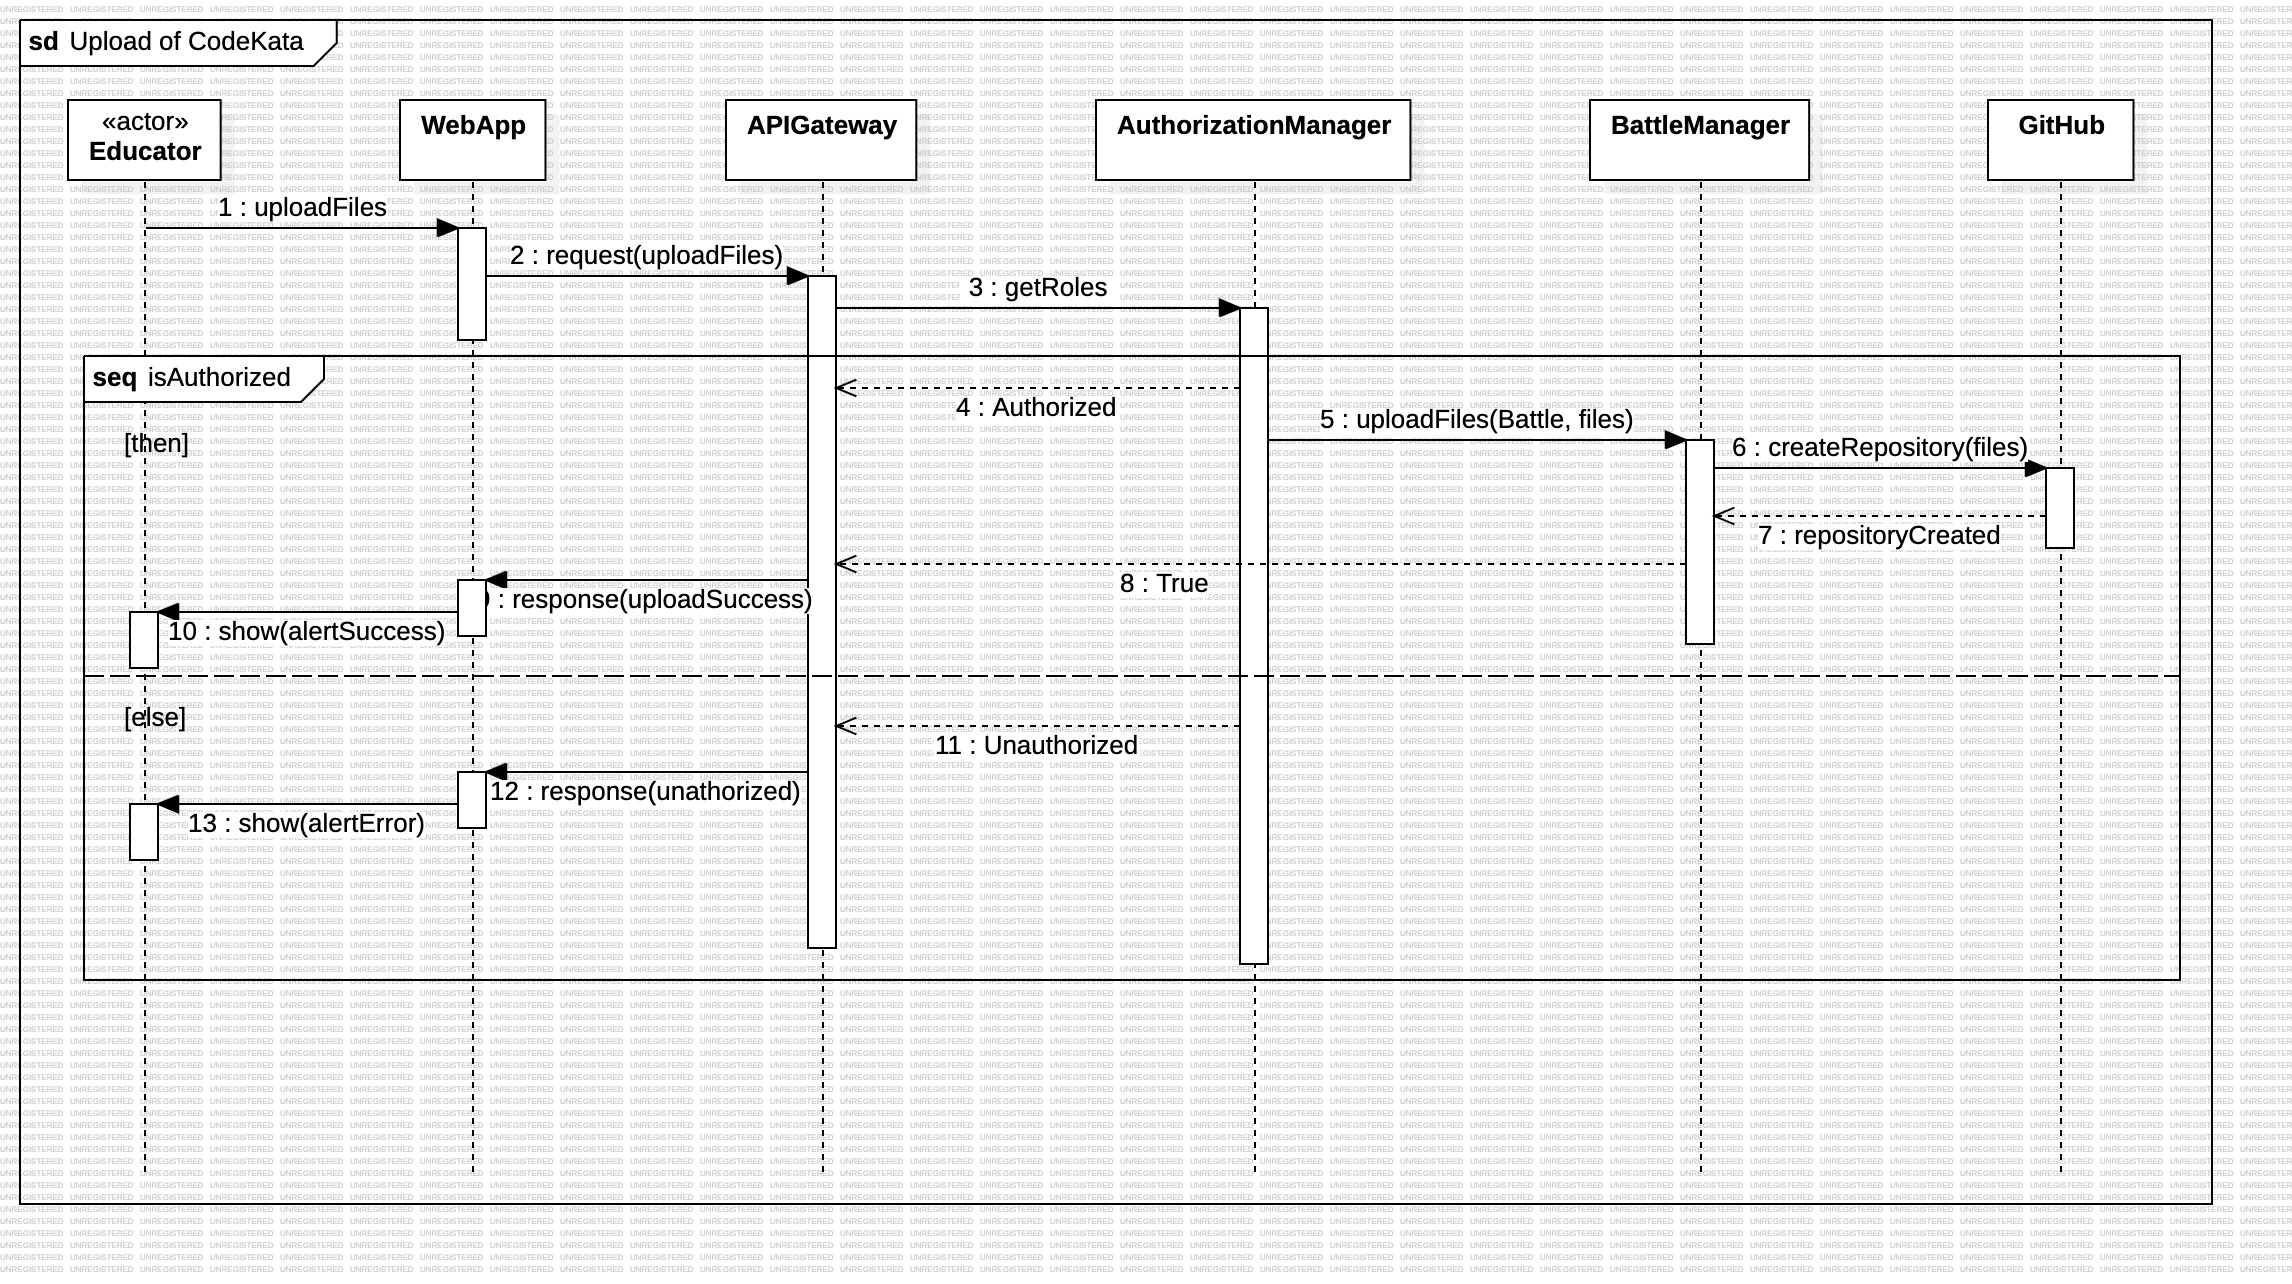 sd Upload of CodeKata
«actor»
Educator
WebApp
APIGateway
AuthorizationManager
BattleManager
GitHub
1 : uploadFiles
2 : request(uploadFiles)
3 : getRoles
seq isAuthorized
4 : Authorized
5 : uploadFiles(Battle, files)
[then]
6 : createRepository(files)
7 : repositoryCreated
8 : True
: response(uploadSuccess)
10 : show(alertSuccess)
[else]
11 : Unauthorized
12 : response(unathorized)
13 : show(alertError)
UNREGISTERED